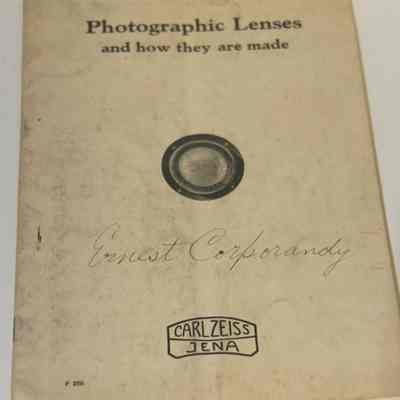 Photographic Lenses
and how they are made
Ernest Corporandy
CARL ZEISS
JENA